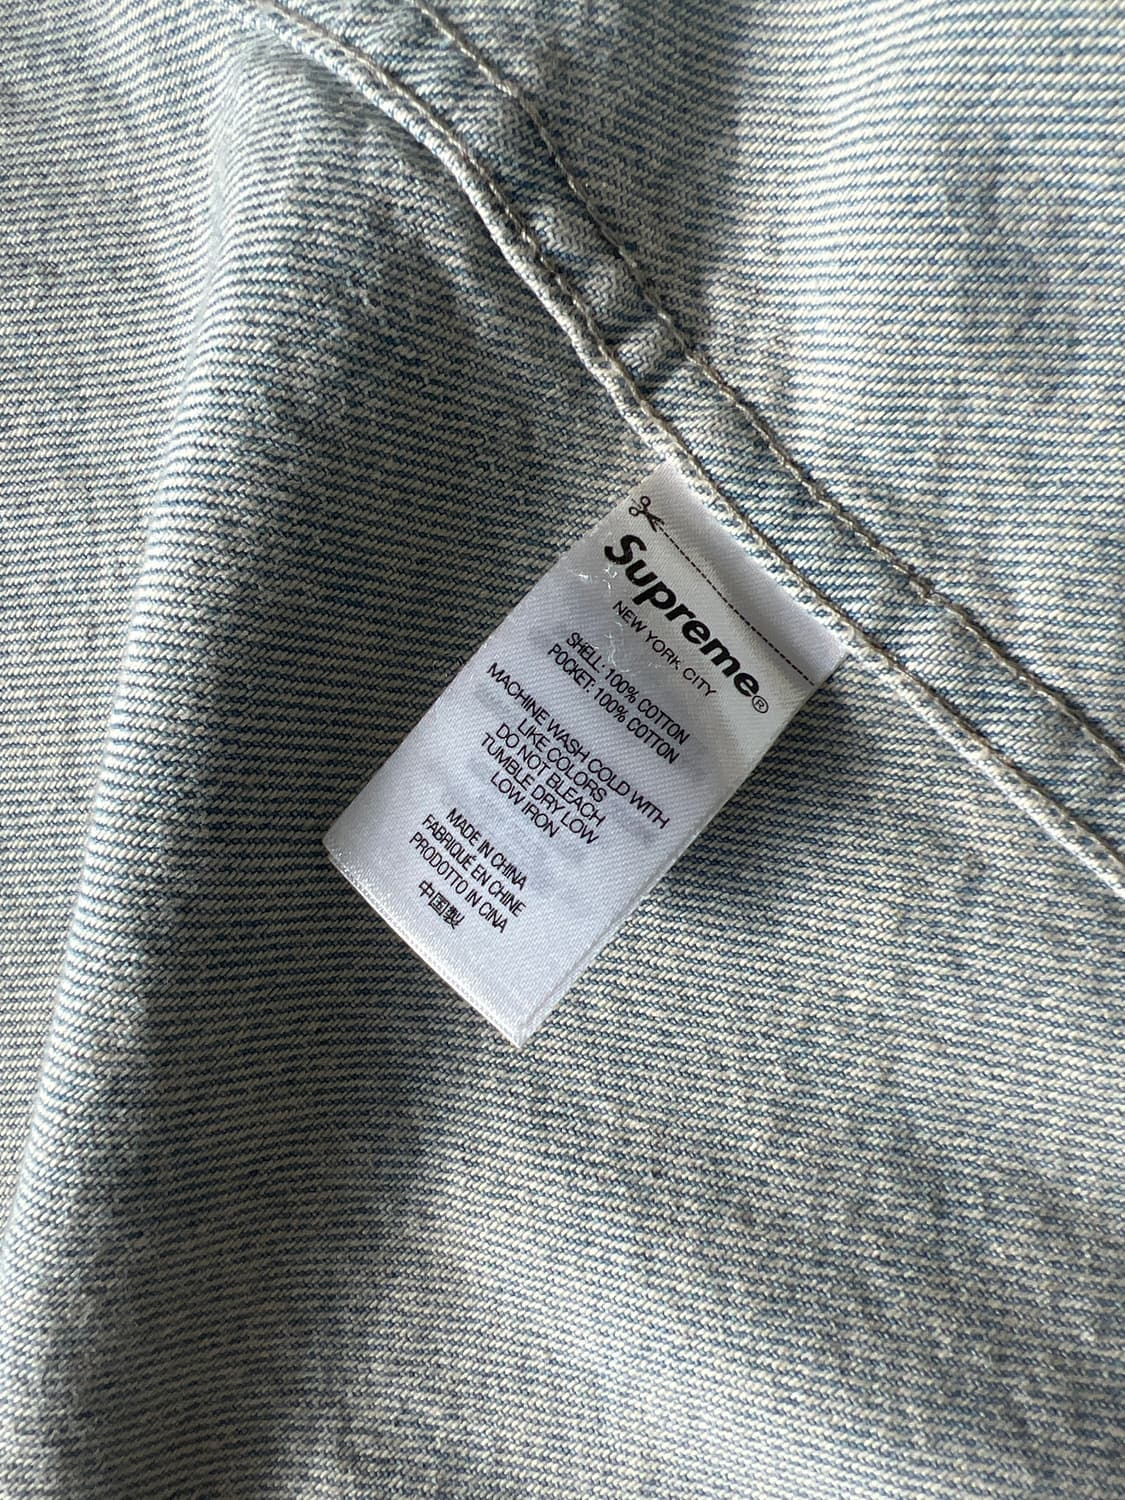 Supreme®
NEW YORK CITY
SHELL: 100% COTTON
POCKET: 100% COTTON
MACHINE WASH COLD WITH
LIKE COLORS
DO NOT BLEACH
TUMBLE DRY LOW
LOW IRON
MADE IN CHINA
FABRIQUÉ EN CHINE
PRODOTTO IN CINA
中国製